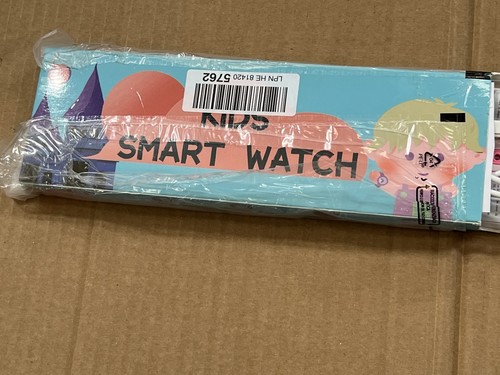 LPN HE 81420 5762
KIDS
SMART WATCH